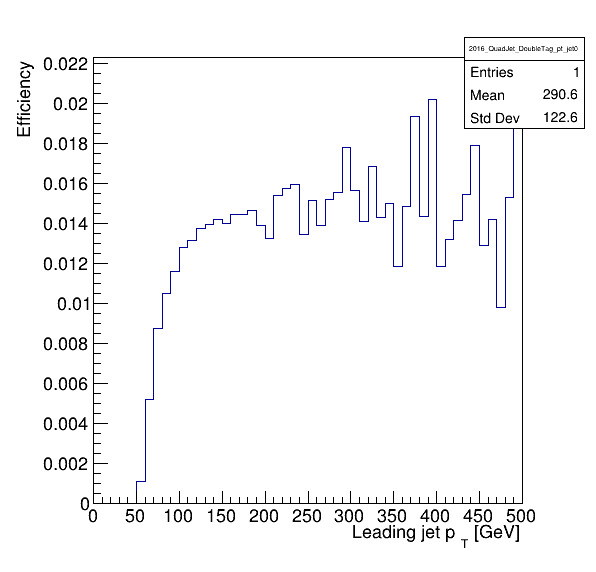 2016_QuadJet_DoubleTag_pt_jet0
Entries 1
Mean 290.6
Std Dev 122.6
Efficiency
0.022
0.02
0.018
0.016
0.014
0.012
0.01
0.008
0.006
0.004
0.002
0
0 50 100 150 200 250 300 350 400 450 500
Leading jet p T [GeV]